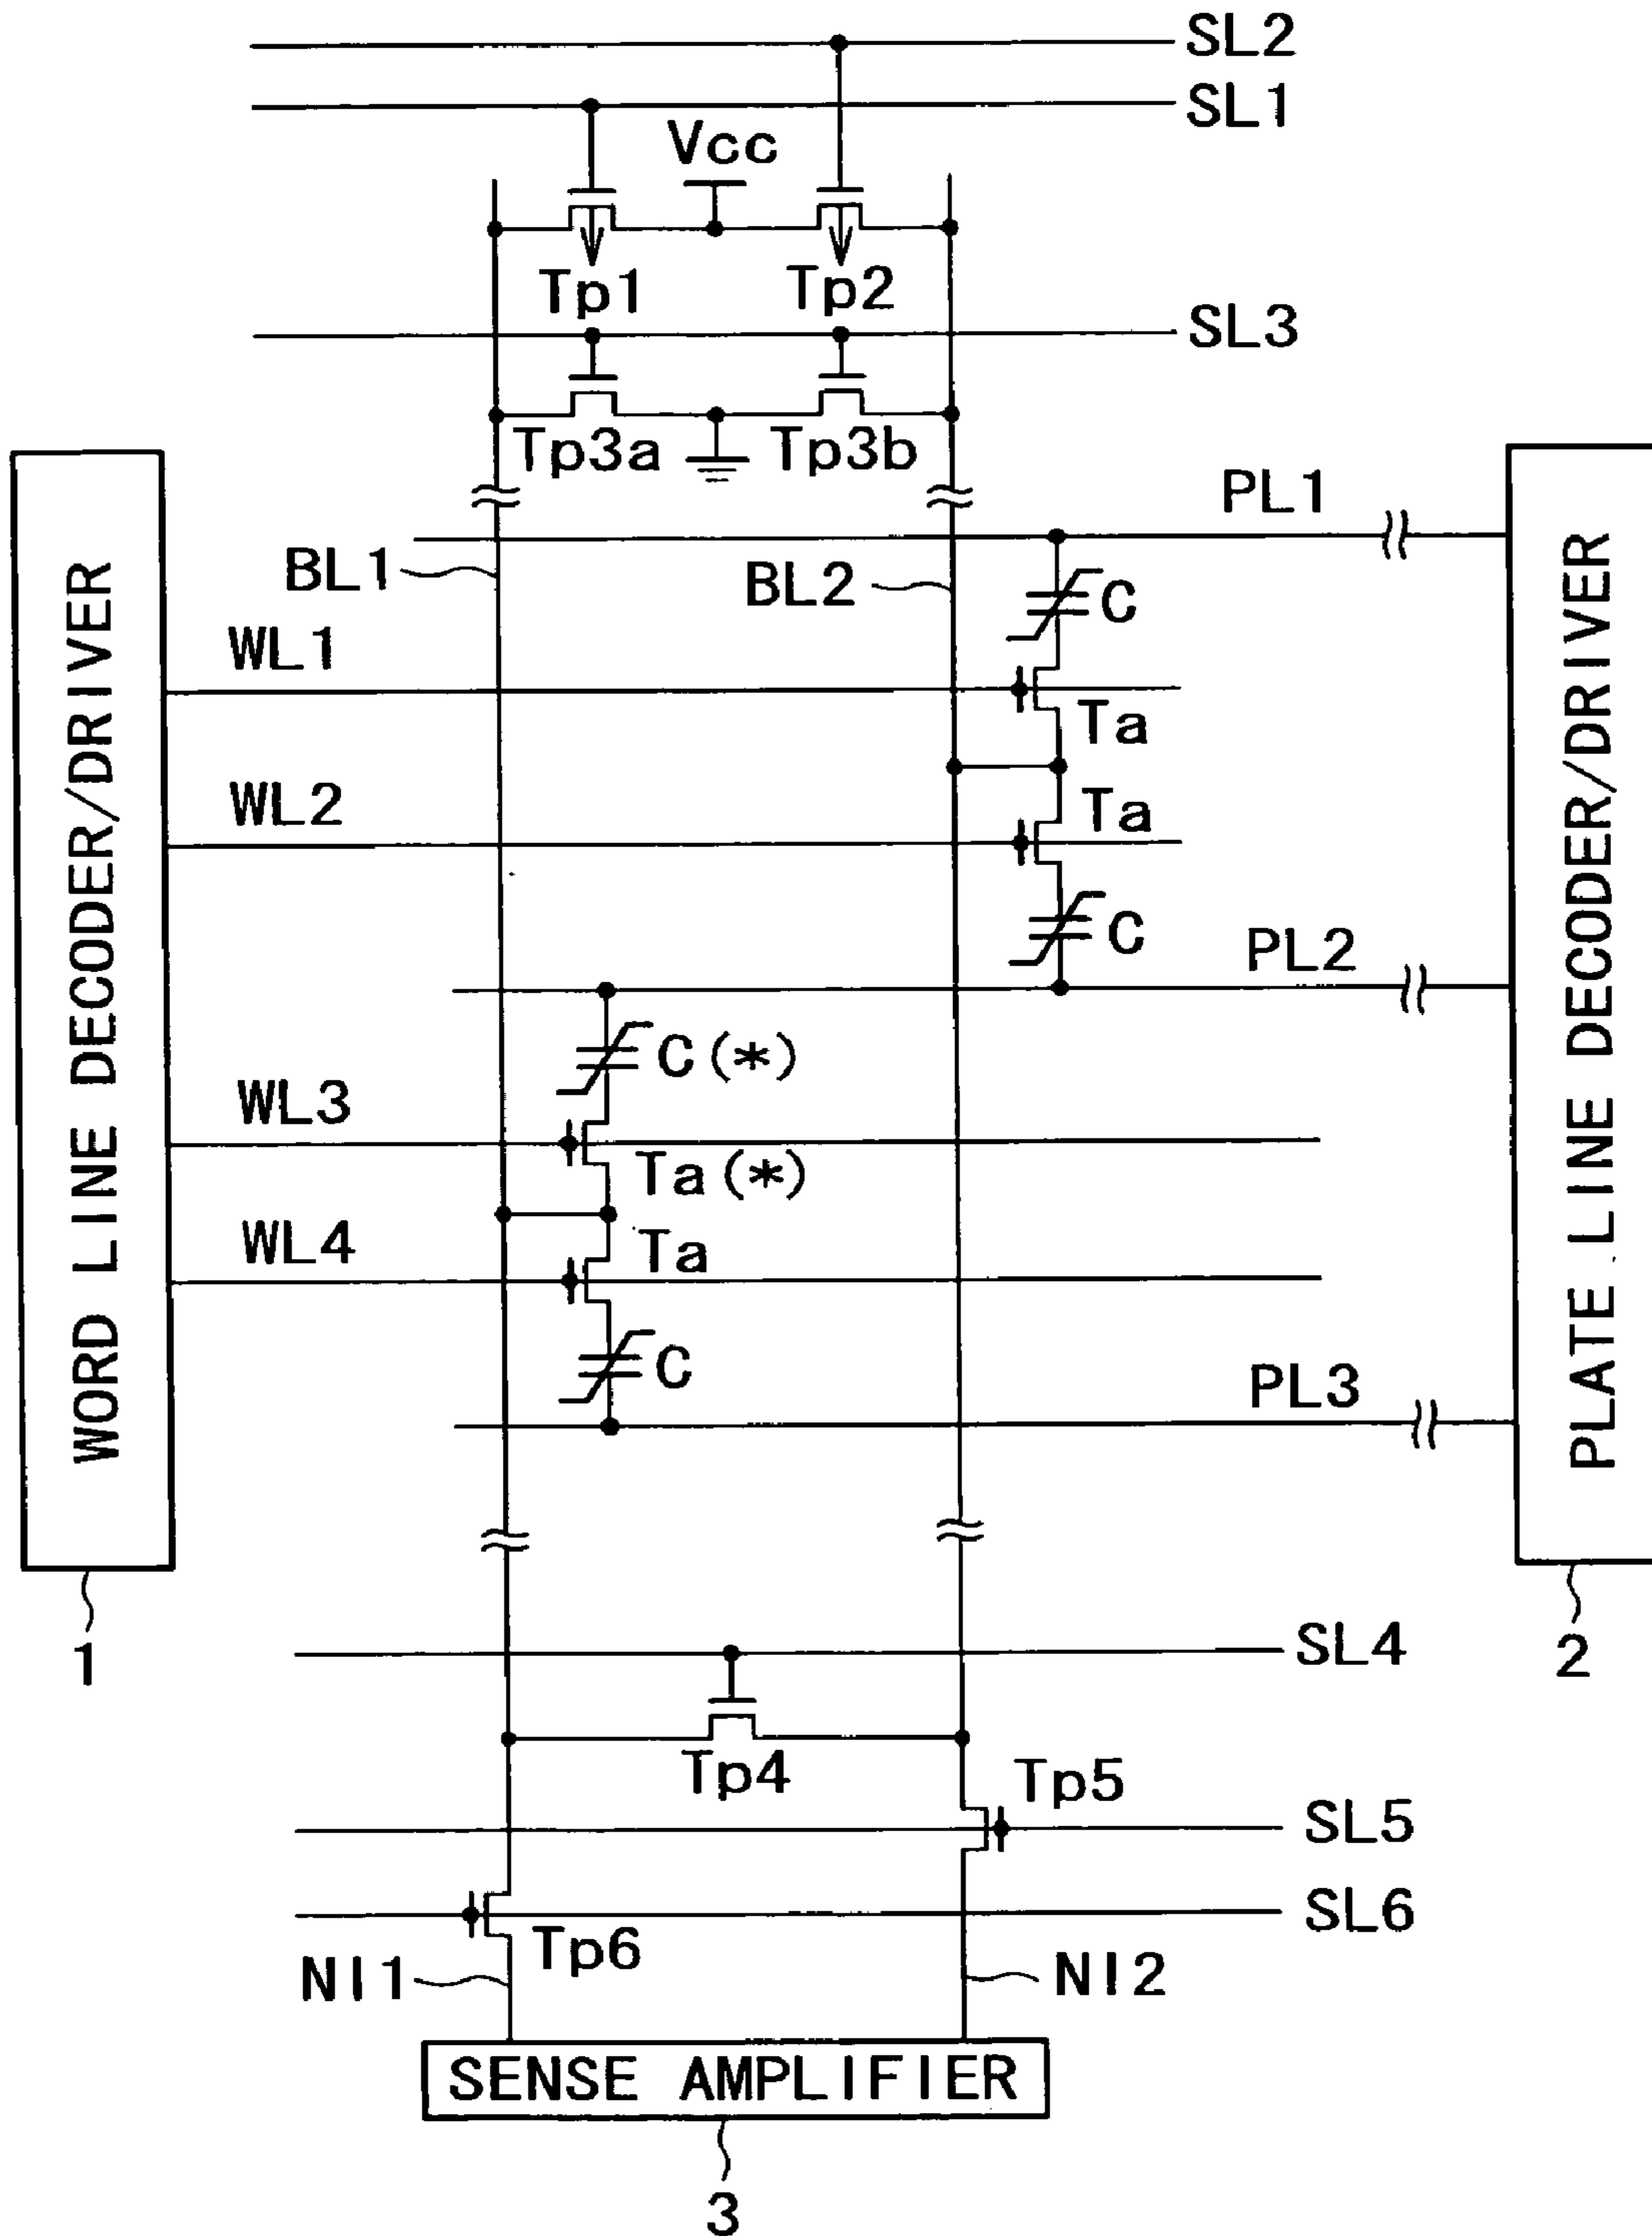 SL2
SL1
Vcc
Tp1
Tp2
SL3
Tp3a
Tp3b
PL1
BL1
BL2
C
WL1
Ta
WL2
Ta
C
PL2
C(*)
WL3
Ta(*)
WL4
Ta
C
PL3
WORD LINE DECODER/DRIVER
PLATE LINE DECODER/DRIVER
1
2
SL4
Tp4
Tp5
SL5
SL6
Tp6
NI1
NI2
SENSE AMPLIFIER
3